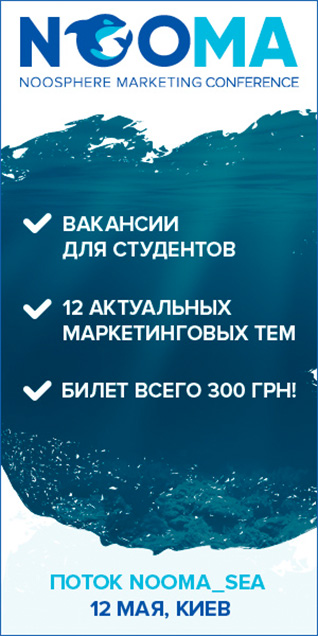 NOOMA
NOOSPHERE MARKETING CONFERENCE
ВАКАНСИИ
ДЛЯ СТУДЕНТОВ
12 АКТУАЛЬНЫХ
МАРКЕТИНГОВЫХ ТЕМ
БИЛЕТ ВСЕГО 300 ГРН!
ПОТОК NOOMA_SEA
12 МАЯ, КИЕВ